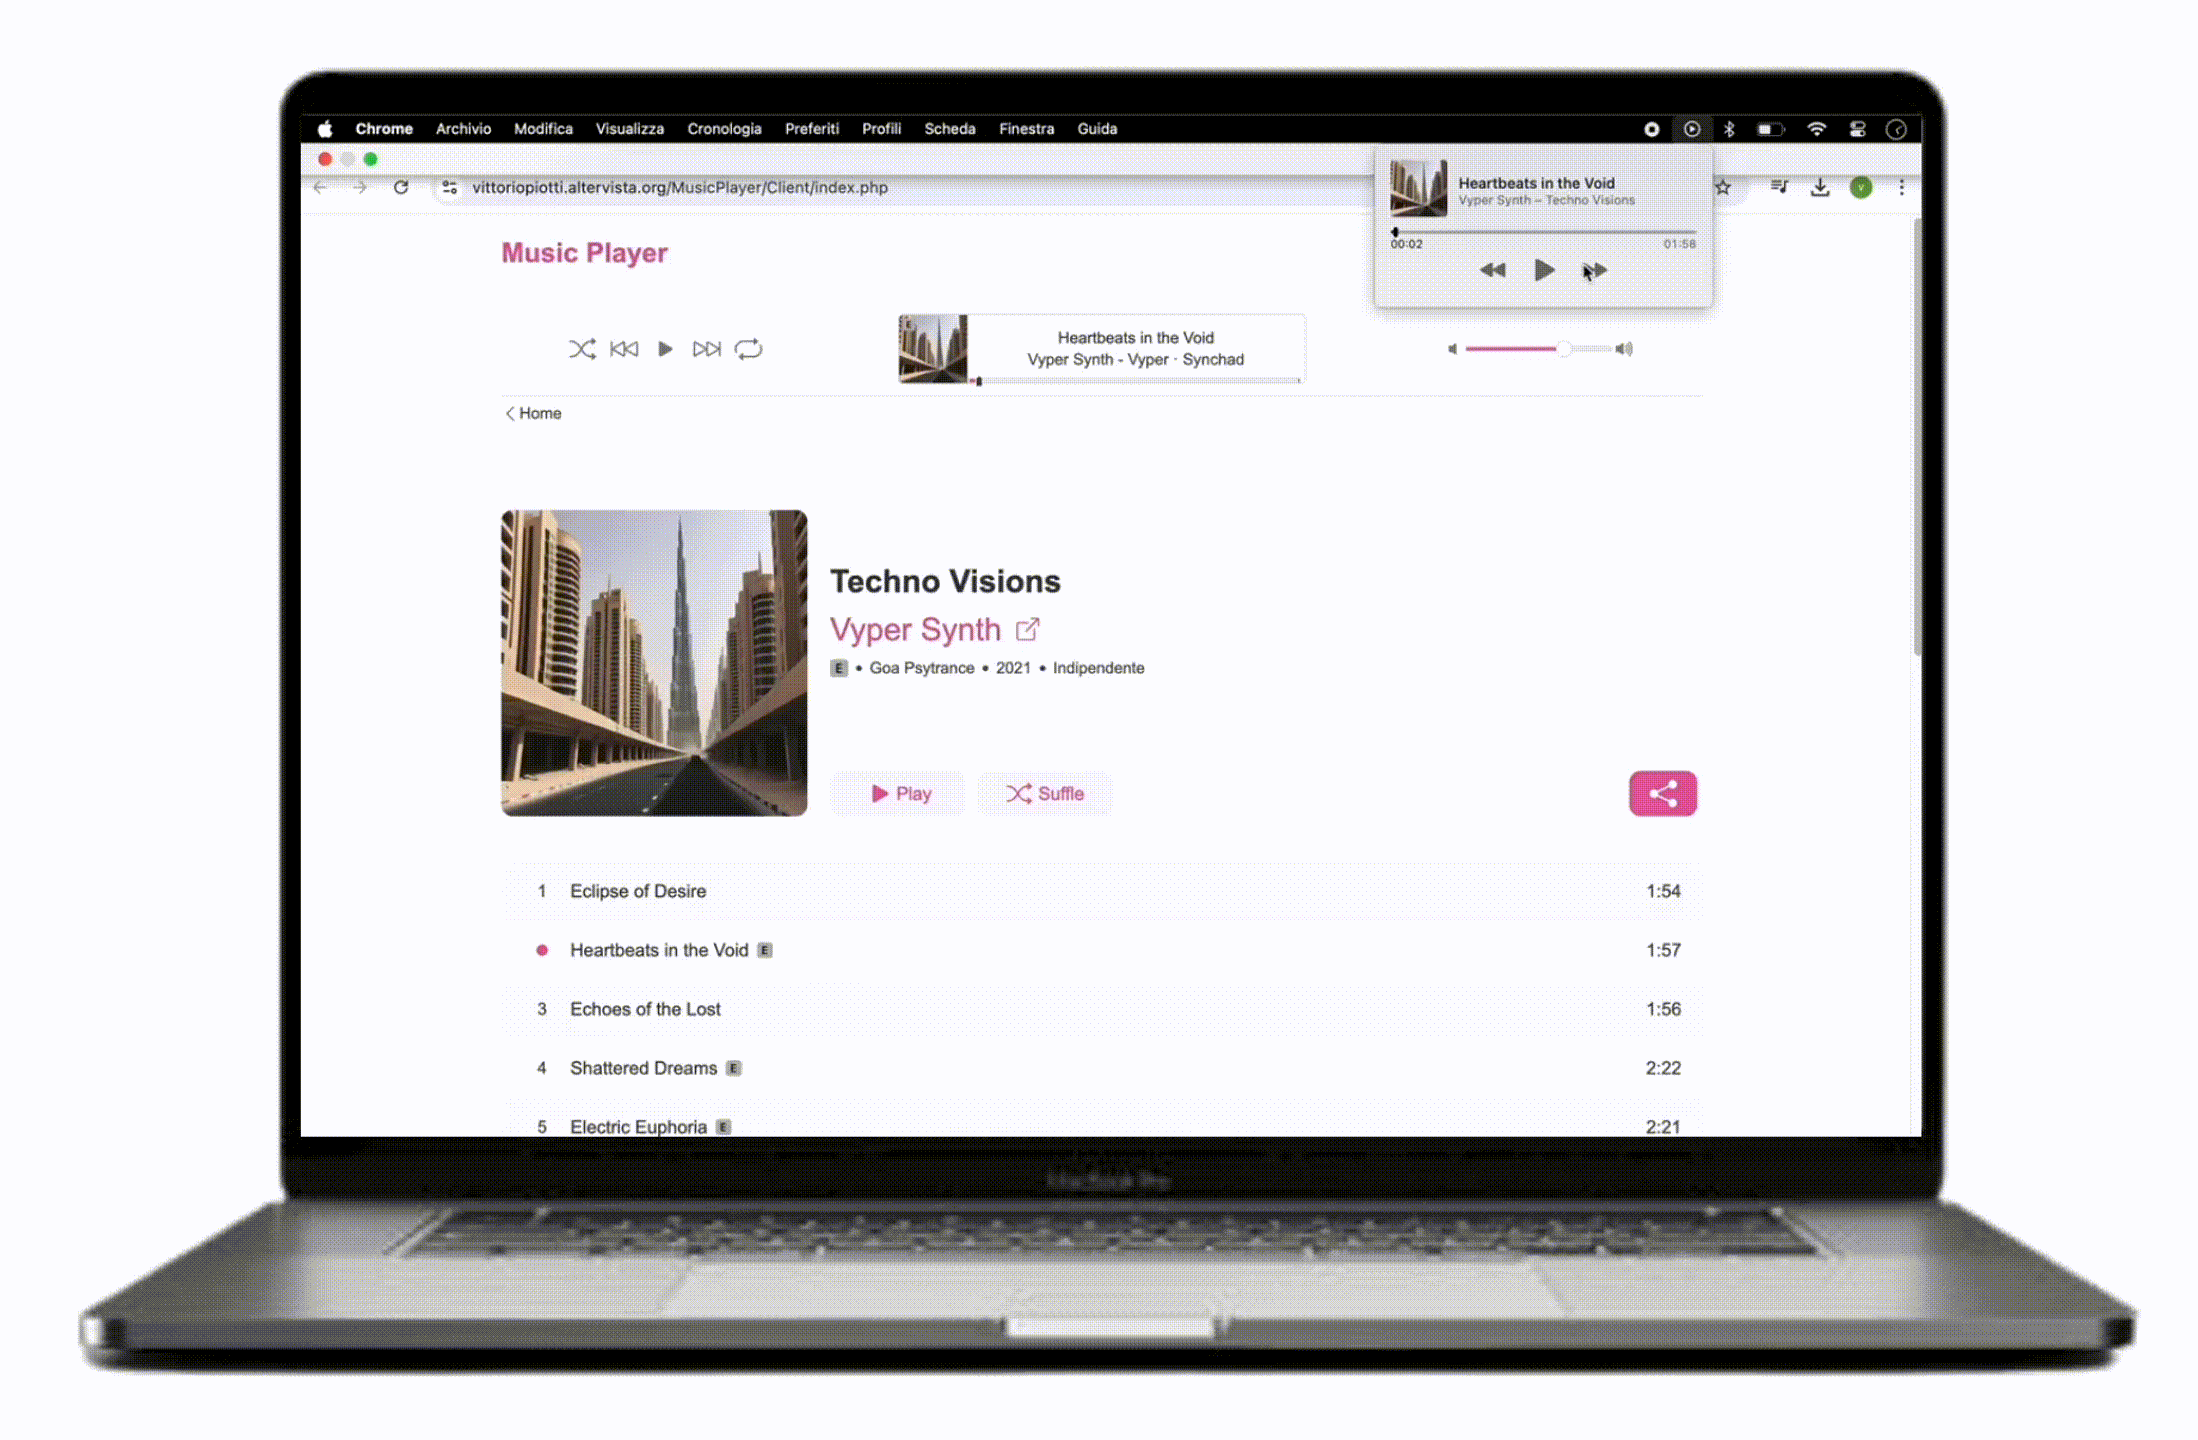 Chrome Archivio Modifica Visualizza Cronologia Preferiti Profili Scheda Finestra Guida
vittoriopiotti.altervista.org/MusicPlayer/Client/index.php
V
Heartbeats in the Void
Vyper Synth – Techno Visions
00:02 01:58
Music Player
Heartbeats in the Void
Vyper Synth - Vyper · Synchad
Home
Techno Visions
Vyper Synth
E • Goa Psytrance • 2021 • Indipendente
Play Suffle
1 Eclipse of Desire 1:54
Heartbeats in the Void E 1:57
3 Echoes of the Lost 1:56
4 Shattered Dreams E 2:22
5 Electric Euphoria E 2:21
MacBook Pro